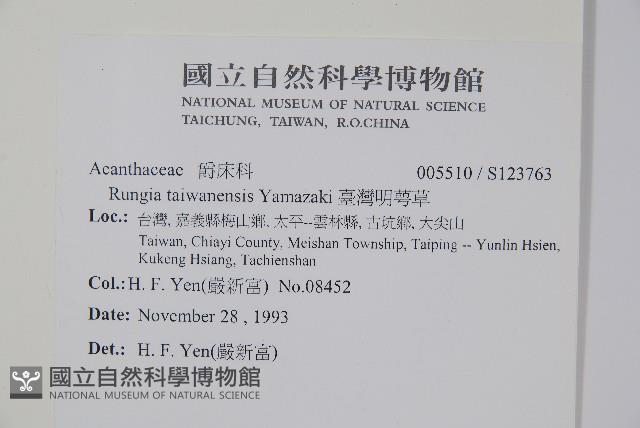 國立自然科學博物館
NATIONAL MUSEUM OF NATURAL SCIENCE
TAICHUNG, TAIWAN, R.O.CHINA
Acanthaceae 爵床科 005510 / S123763
Rungia taiwanensis Yamazaki 臺灣明萼草
Loc.: 台灣, 嘉義縣梅山鄉, 太平--雲林縣, 古坑鄉, 大尖山
Taiwan, Chiayi County, Meishan Township, Taiping -- Yunlin Hsien,
Kukeng Hsiang, Tachienshan
Col.: H. F. Yen(嚴新富) No.08452
Date: November 28 , 1993
Det.: H. F. Yen(嚴新富)
國立自然科學博物館
NATIONAL MUSEUM OF NATURAL SCIENCE